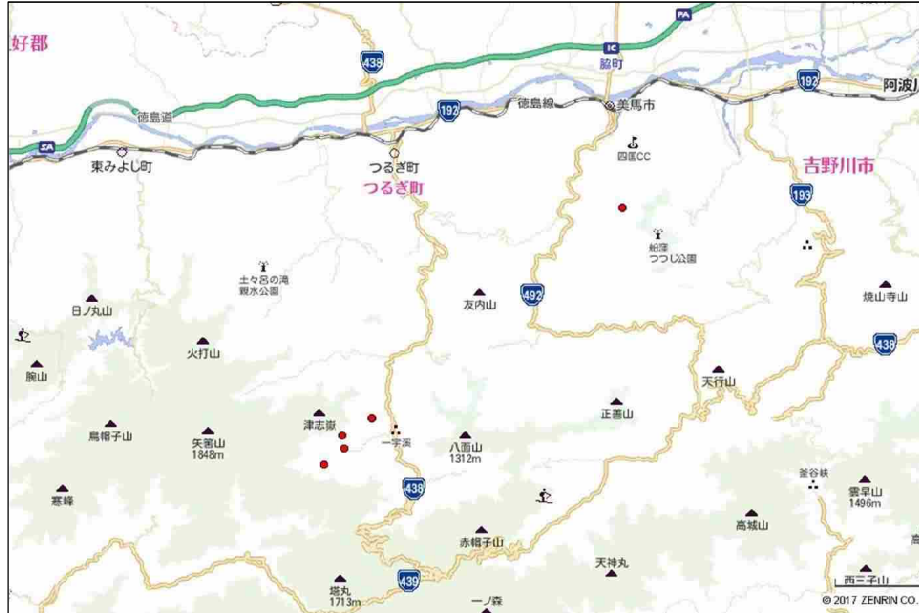 好郡
438
PA
IC
脇町
192
徳島線
美馬市
192
阿波川
徳島道
SA
東みよし町
つるぎ町
つるぎ町
四国CC
吉野川市
193
船窪
つつじ公園
土々呂の滝
親水公園
日ノ丸山
友内山
492
焼山寺山
火打山
438
腕山
天行山
津志嶽
正善山
烏帽子山
矢筈山
1848m
一宇峡
八面山
1312m
寒峰
438
釜谷峡
雲早山
1496m
高城山
赤帽子山
高
天神丸
塔丸
1713m
439
一ノ森
西三子山
© 2017 ZENRIN CO